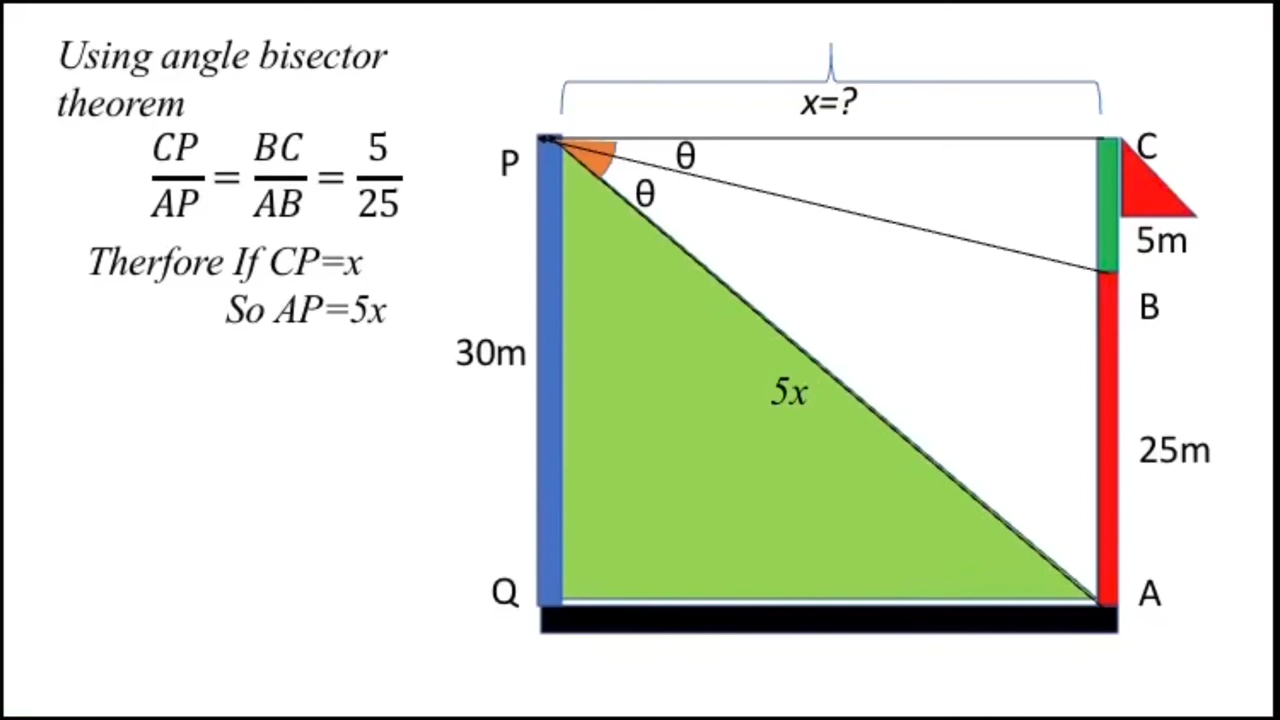 Using angle bisector
theorem
CP/AP = BC/AB = 5/25
Therfore If CP=x
So AP=5x
x=?
P
C
θ
θ
5m
B
30m
5x
25m
Q
A